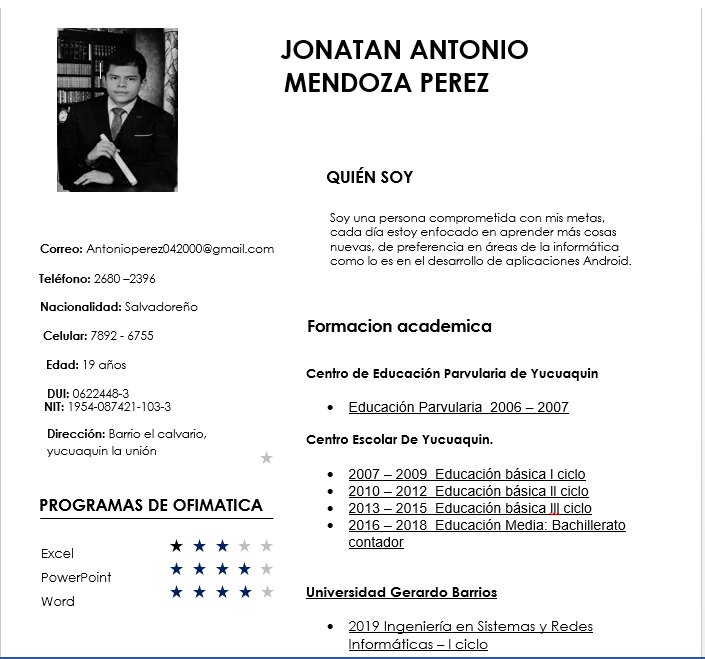 JONATAN ANTONIO
MENDOZA PEREZ
QUIÉN SOY
Soy una persona comprometida con mis metas,
cada día estoy enfocado en aprender más cosas
nuevas, de preferencia en áreas de la informática
como lo es en el desarrollo de aplicaciones Android.
Correo: Antonioperez042000@gmail.com
Teléfono: 2680 –2396
Nacionalidad: Salvadoreño
Celular: 7892 - 6755
Edad: 19 años
DUI: 0622448-3
NIT: 1954-087421-103-3
Dirección: Barrio el calvario,
yucuaquin la unión
PROGRAMAS DE OFIMATICA
Excel
PowerPoint
Word
Formacion academica
Centro de Educación Parvularia de Yucuaquin
• Educación Parvularia 2006 – 2007
Centro Escolar De Yucuaquin.
• 2007 – 2009 Educación básica I ciclo
• 2010 – 2012 Educación básica II ciclo
• 2013 – 2015 Educación básica III ciclo
• 2016 – 2018 Educación Media: Bachillerato
contador
Universidad Gerardo Barrios
• 2019 Ingeniería en Sistemas y Redes
Informáticas – I ciclo